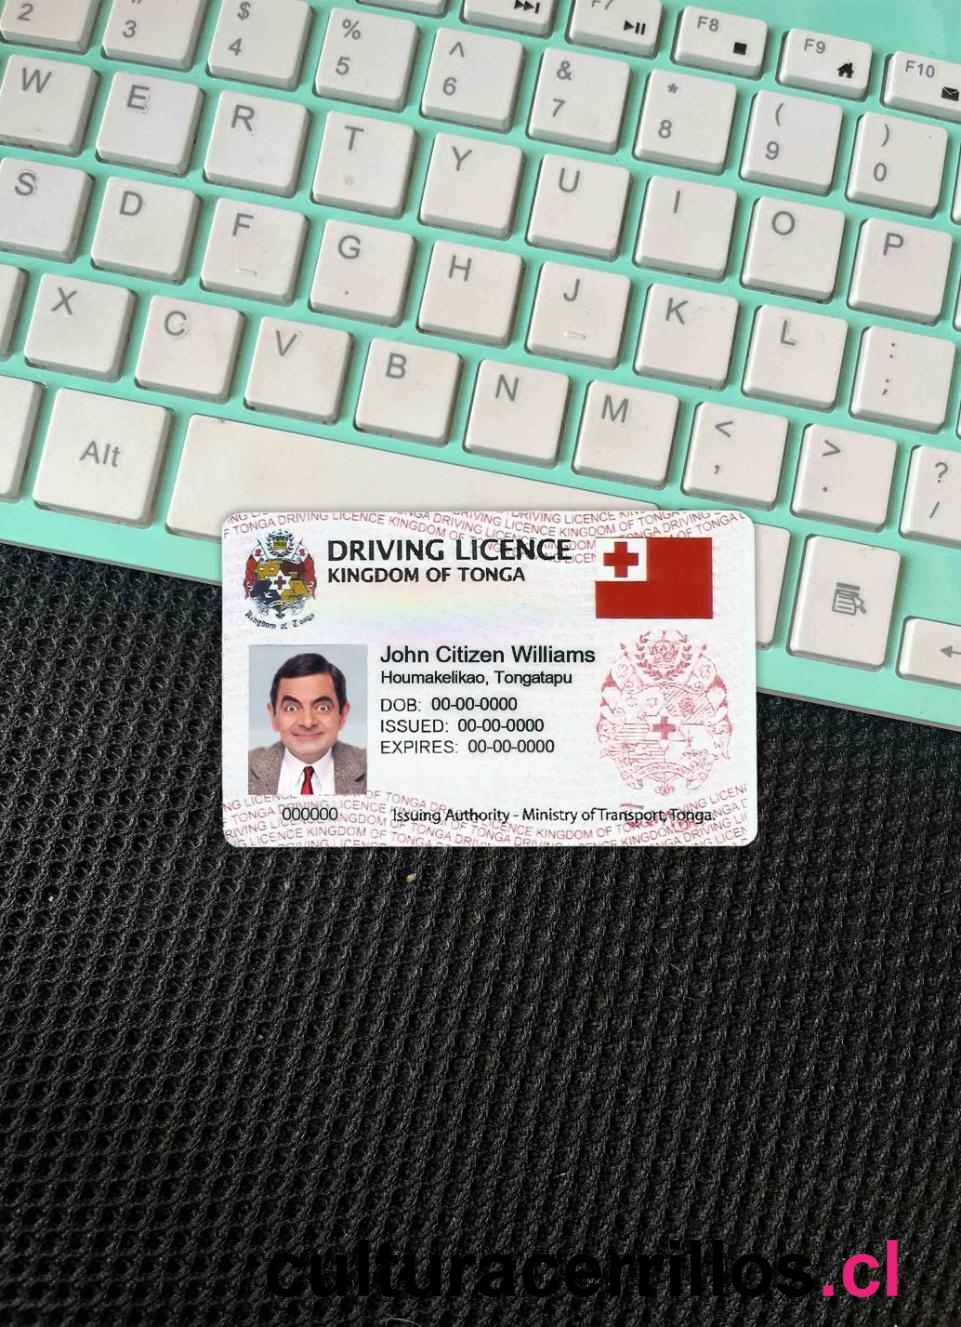 2 3 $ 4 % 5 ^ 6 & 7 * 8 ( 9 ) 0
F7 F8 F9 F10
W E R T Y U I O P
S D F G H J K L : ;
X C V B N M < , > . ? /
Alt
DRIVING LICENCE
KINGDOM OF TONGA
Kingdom of Tonga
John Citizen Williams
Houmakelikao, Tongatapu
DOB: 00-00-0000
ISSUED: 00-00-0000
EXPIRES: 00-00-0000
000000
Issuing Authority - Ministry of Transport, Tonga.
culturacerrillos.cl